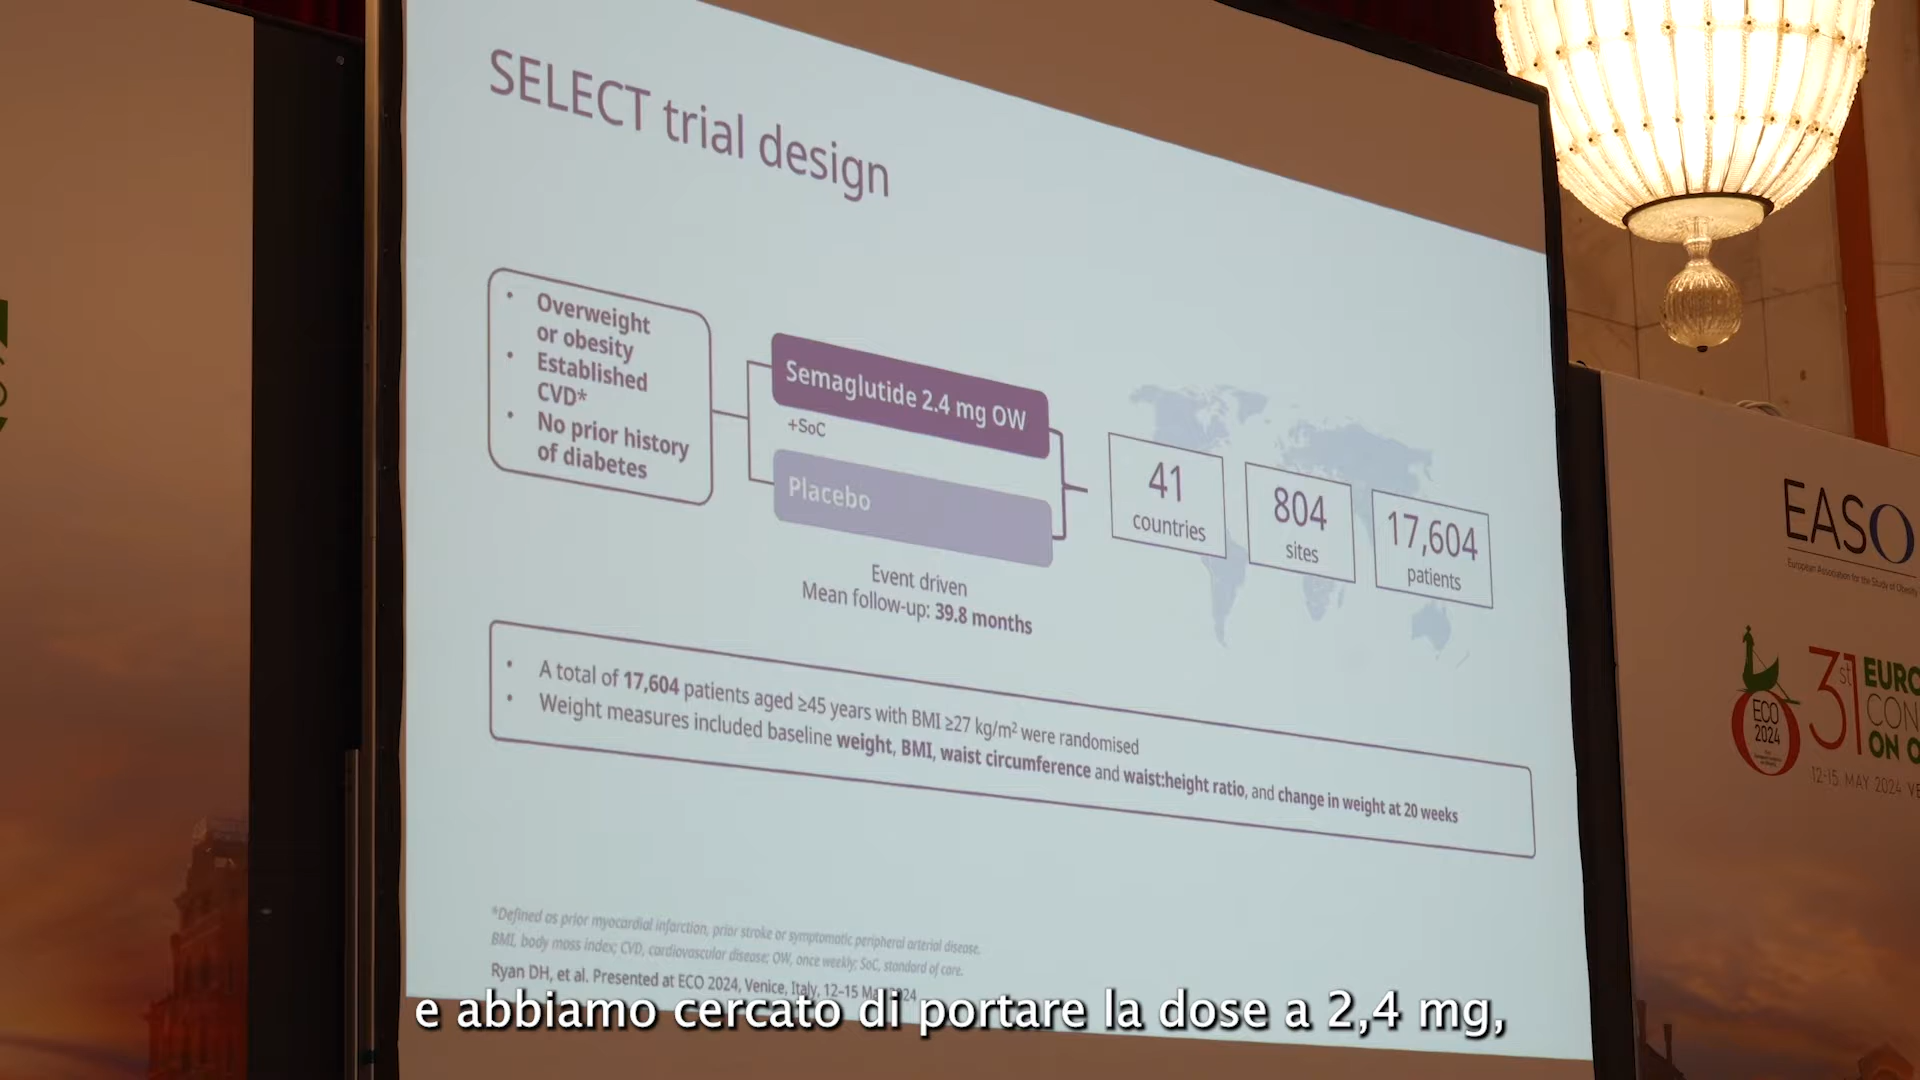 SELECT trial design
• Overweight
or obesity
• Established
CVD*
• No prior history
of diabetes
Semaglutide 2.4 mg OW
+SoC
Placebo
Event driven
Mean follow-up: 39.8 months
41
countries
804
sites
17,604
patients
• A total of 17,604 patients aged ≥45 years with BMI ≥27 kg/m² were randomised
• Weight measures included baseline weight, BMI, waist circumference and waist:height ratio, and change in weight at 20 weeks
*Defined as prior myocardial infarction, prior stroke or symptomatic peripheral arterial disease.
BMI, body mass index; CVD, cardiovascular disease; OW, once weekly; SoC, standard of care.
Ryan DH, et al. Presented at ECO 2024, Venice, Italy, 12–15 May 2024
e abbiamo cercato di portare la dose a 2,4 mg,
EASO
European Association for the Study of Obesity
ECO
2024
31st EURO
CON
ON O
12-15 MAY 2024 VE